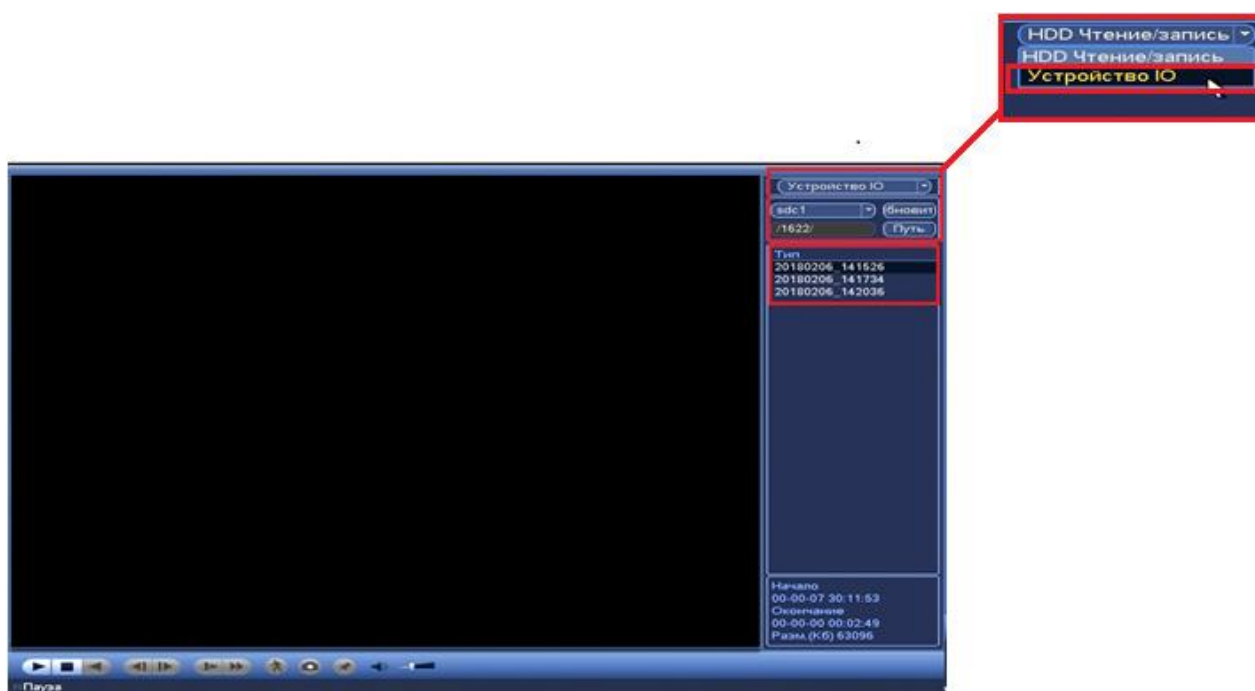 HDD Чтение/запись
HDD Чтение/запись
Устройство IO
Устройство IO
sdc1
бновит
/1622/
Путь
Тип
20180206_141526
20180206_141734
20180206_142036
Начало
00-00-07 30:11:53
Окончание
00-00-00 00:02:49
Разм.(Кб) 63096
Пауза